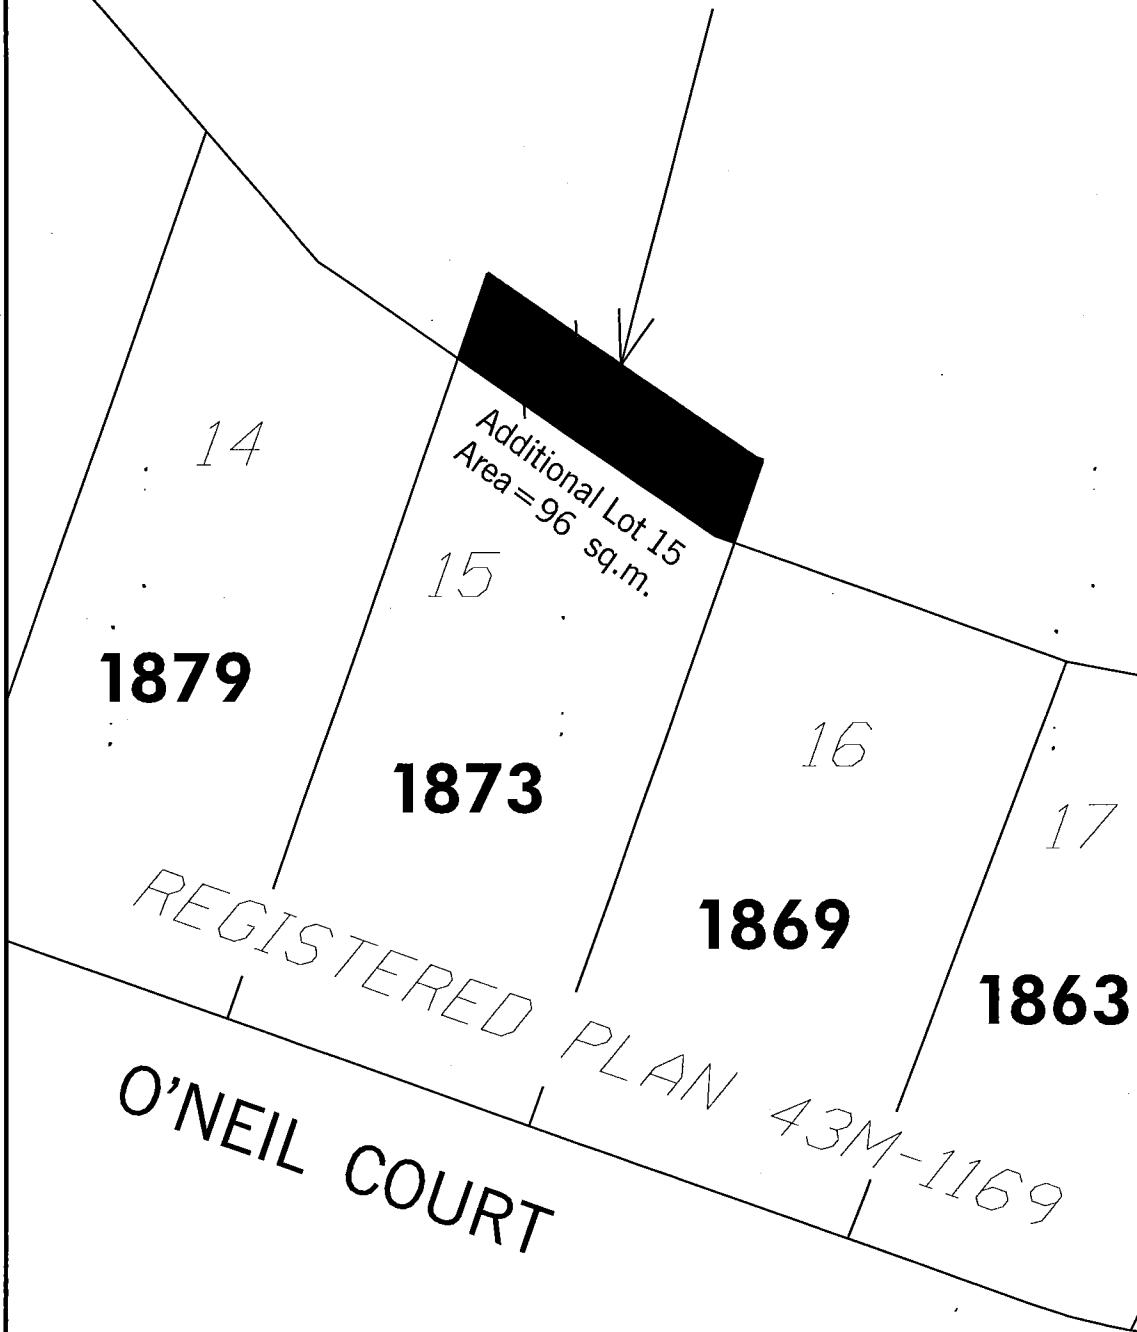 14
Additional Lot 15
Area = 96 sq.m.
15
1879
16
1873
17
1869
1863
REGISTERED PLAN 43M-1169
O'NEIL COURT